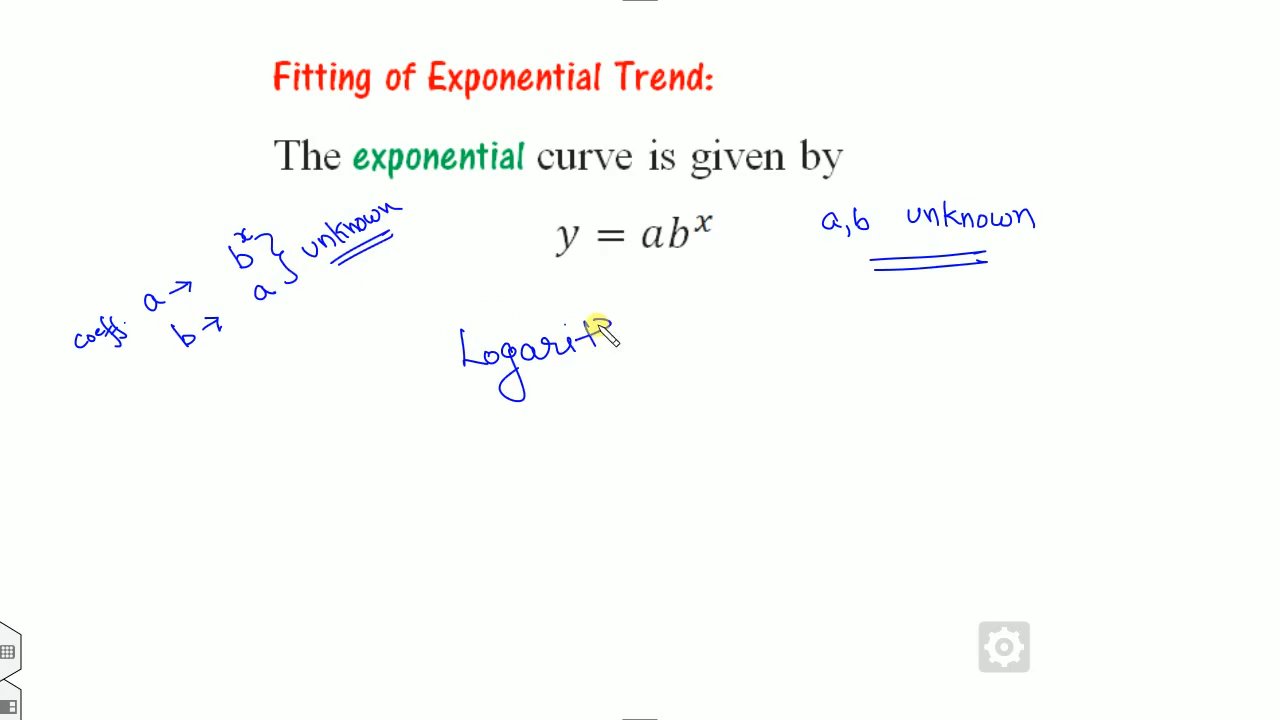 Fitting of Exponential Trend:
The exponential curve is given by
y = ab^x
a,b unknown
coeff. a → b^x } unknown
b → a
Logarit